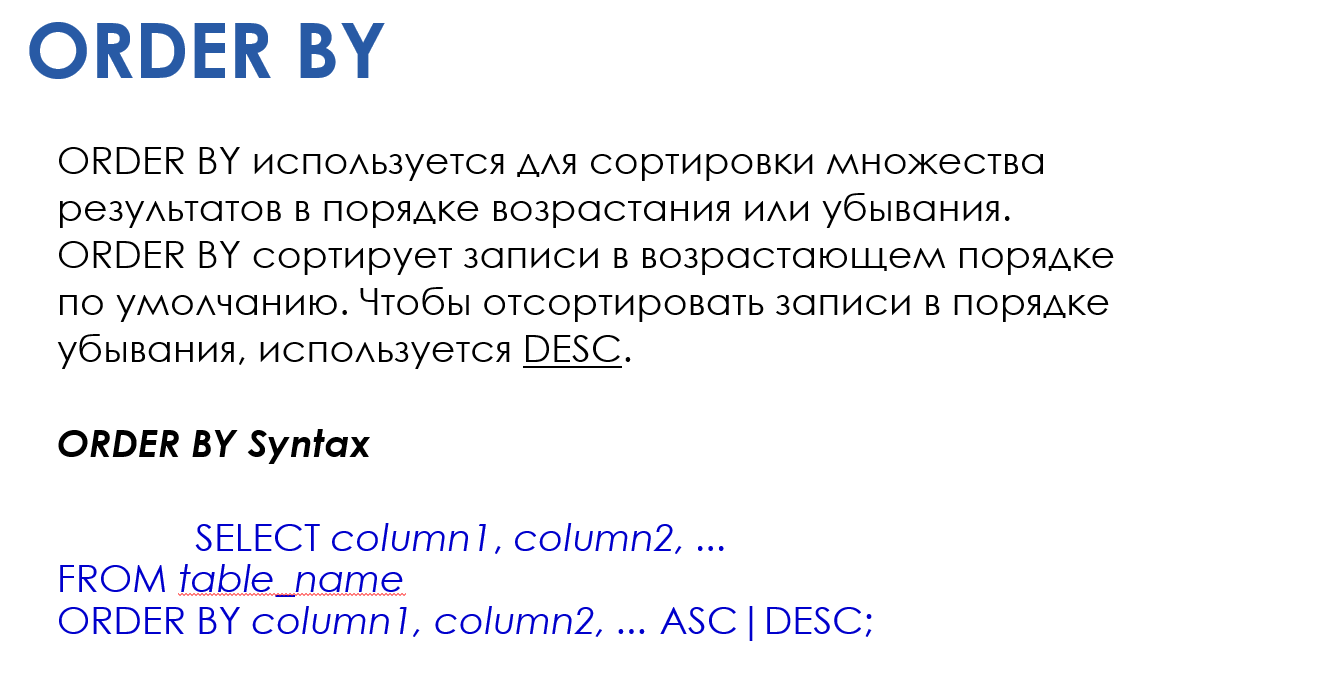 ORDER BY
ORDER BY используется для сортировки множества
результатов в порядке возрастания или убывания.
ORDER BY сортирует записи в возрастающем порядке
по умолчанию. Чтобы отсортировать записи в порядке
убывания, используется DESC.
ORDER BY Syntax
SELECT column1, column2, ...
FROM table_name
ORDER BY column1, column2, ... ASC|DESC;